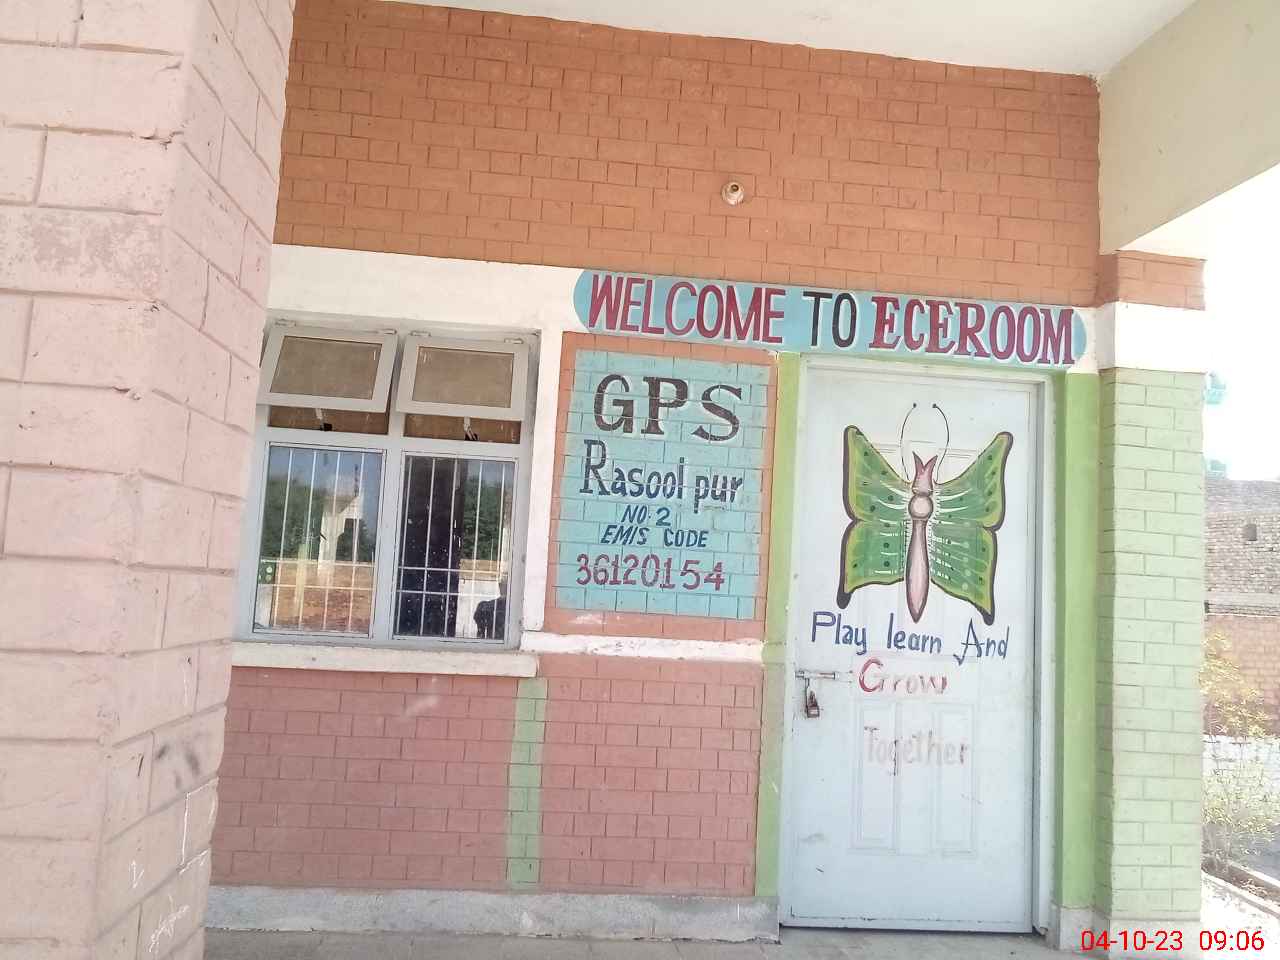 WELCOME TO ECEROOM
GPS
Rasool pur
NO. 2
EMIS CODE
36120154
Play learn And
Grow
Together
04-10-23 09:06